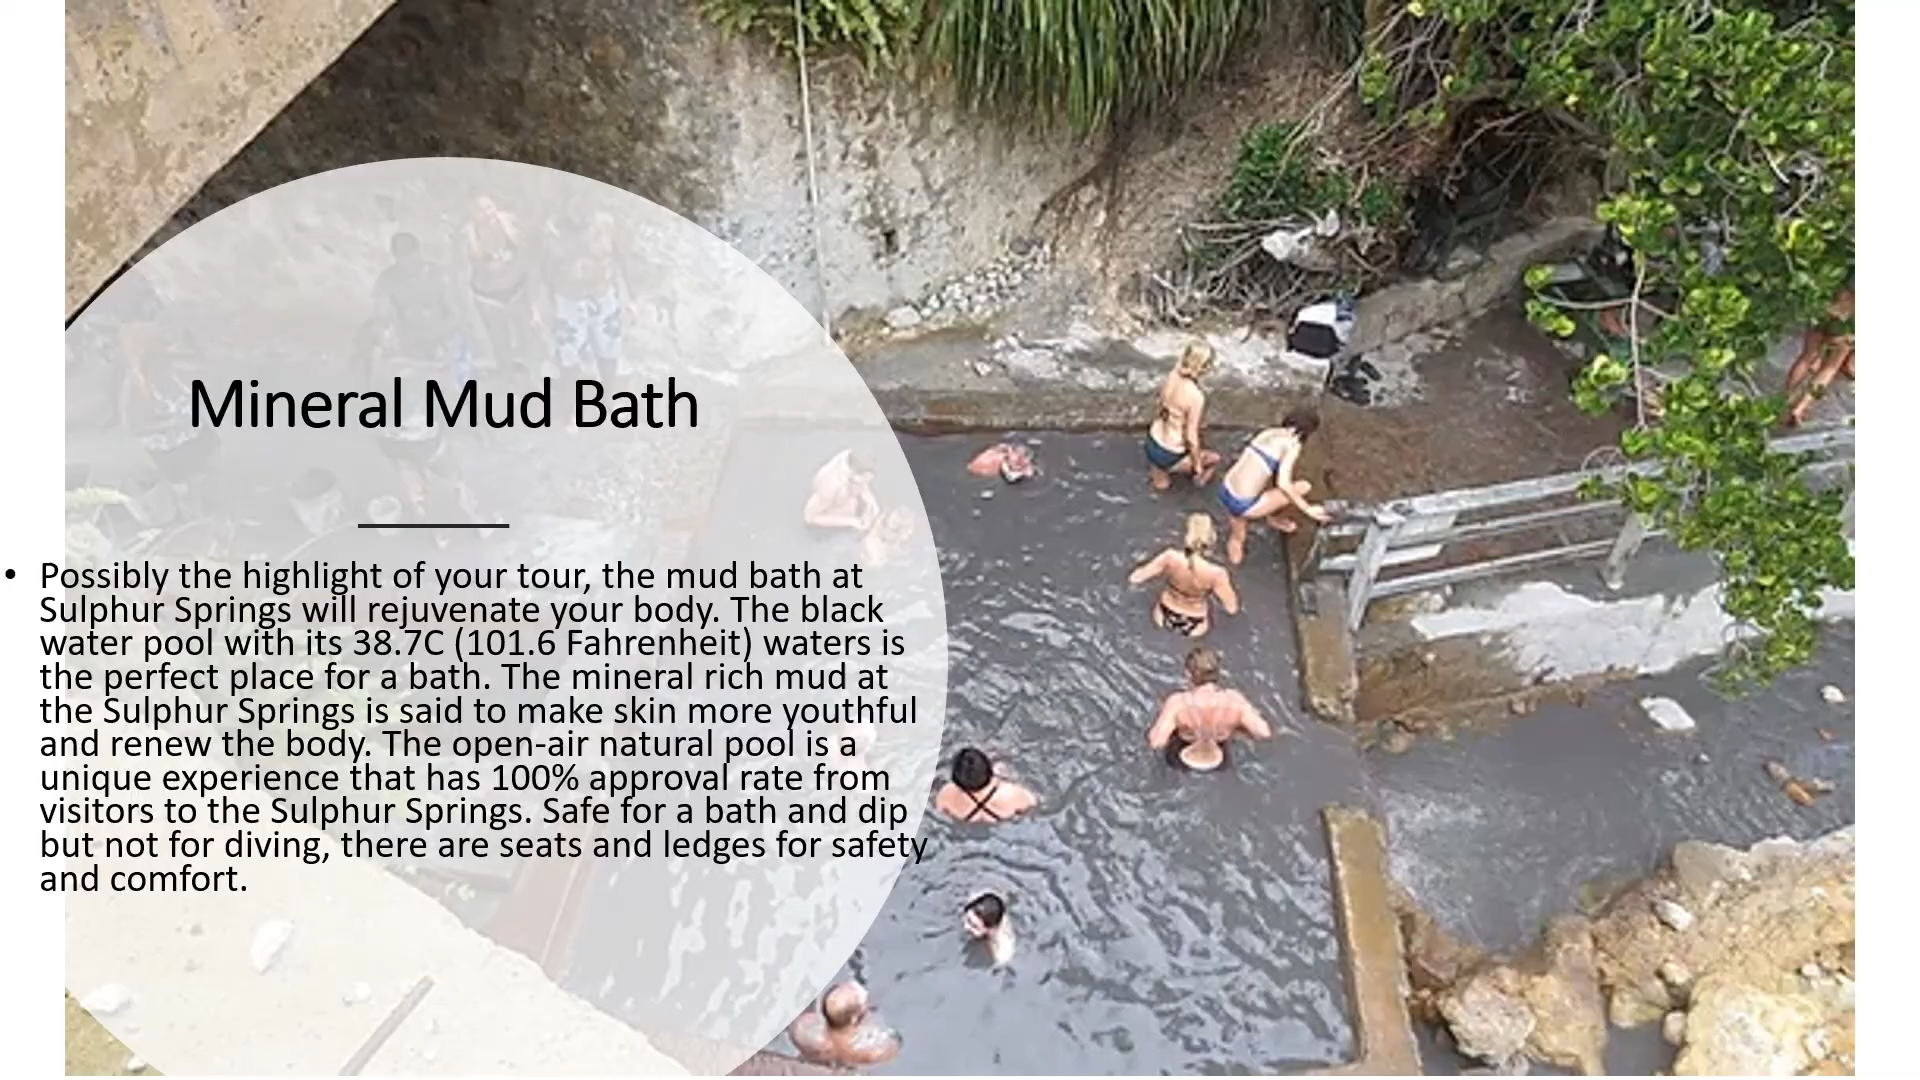 Mineral Mud Bath
• Possibly the highlight of your tour, the mud bath at
Sulphur Springs will rejuvenate your body. The black
water pool with its 38.7C (101.6 Fahrenheit) waters is
the perfect place for a bath. The mineral rich mud at
the Sulphur Springs is said to make skin more youthful
and renew the body. The open-air natural pool is a
unique experience that has 100% approval rate from
visitors to the Sulphur Springs. Safe for a bath and dip
but not for diving, there are seats and ledges for safety
and comfort.